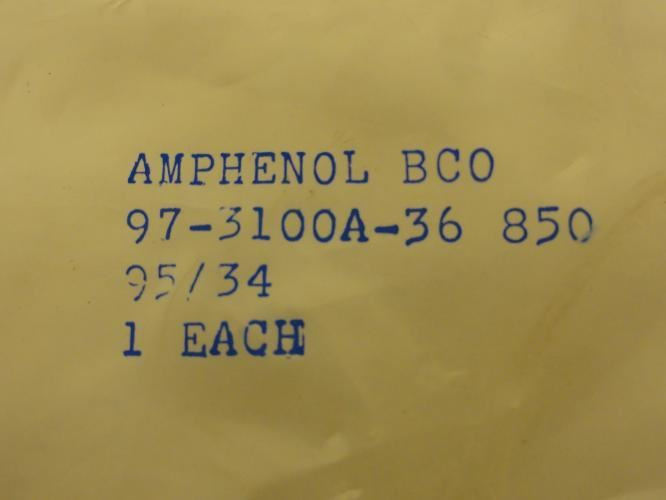 AMPHENOL BCO
97-3100A-36 850
95/34
1 EACH